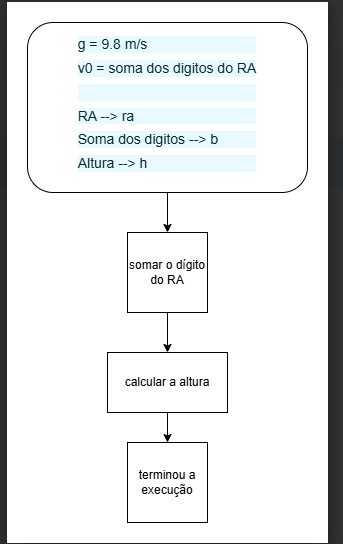 g = 9.8 m/s
v0 = soma dos digitos do RA
RA --> ra
Soma dos digitos --> b
Altura --> h
somar o dígito
do RA
calcular a altura
terminou a
execução